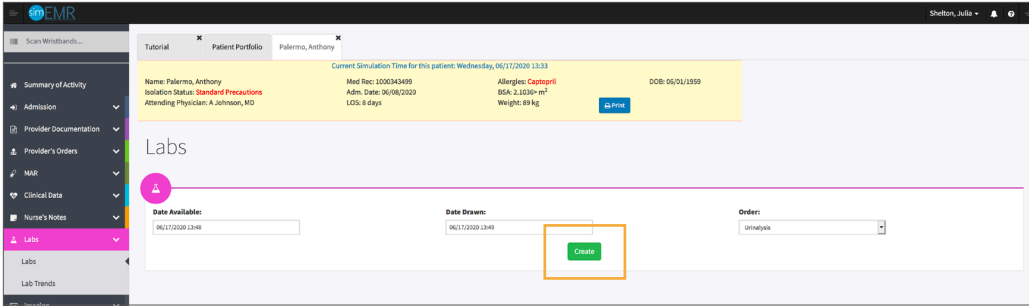 simEMR
Shelton, Julia
Scan Wristbands...
Tutorial
Patient Portfolio
Palermo, Anthony
Current Simulation Time for this patient: Wednesday, 06/17/2020 13:33
Name: Palermo, Anthony Med Rec: 1000343499 Allergies: Captopril DOB: 06/01/1959
Isolation Status: Standard Precautions Adm. Date: 06/08/2020 BSA: 2.1036> m²
Attending Physician: A Johnson, MD LOS: 8 days Weight: 89 kg Print
Summary of Activity
Admission
Provider Documentation
Provider's Orders
MAR
Clinical Data
Nurse's Notes
Labs
Labs
Lab Trends
Imaging
Labs
Date Available: Date Drawn: Order:
06/17/2020 13:48 06/17/2020 13:49 Urinalysis
Create